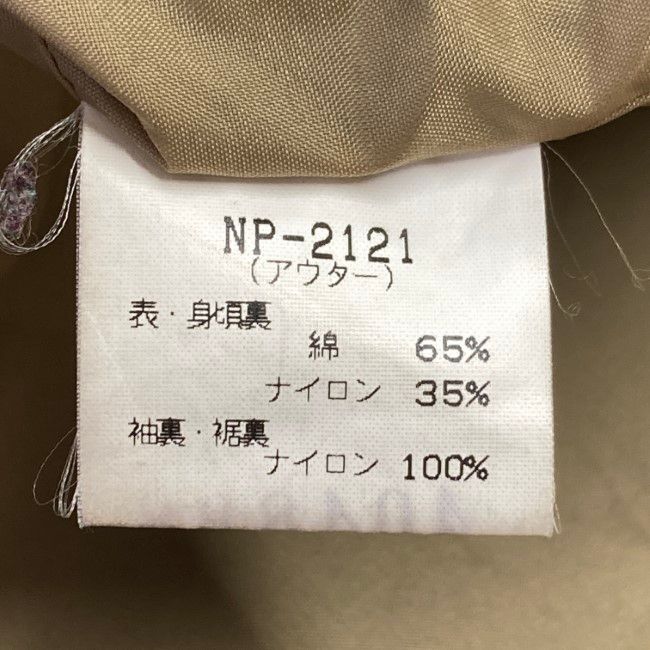 NP-2121
(アウター)
表・身頃裏
綿 65%
ナイロン 35%
袖裏・裾裏
ナイロン 100%